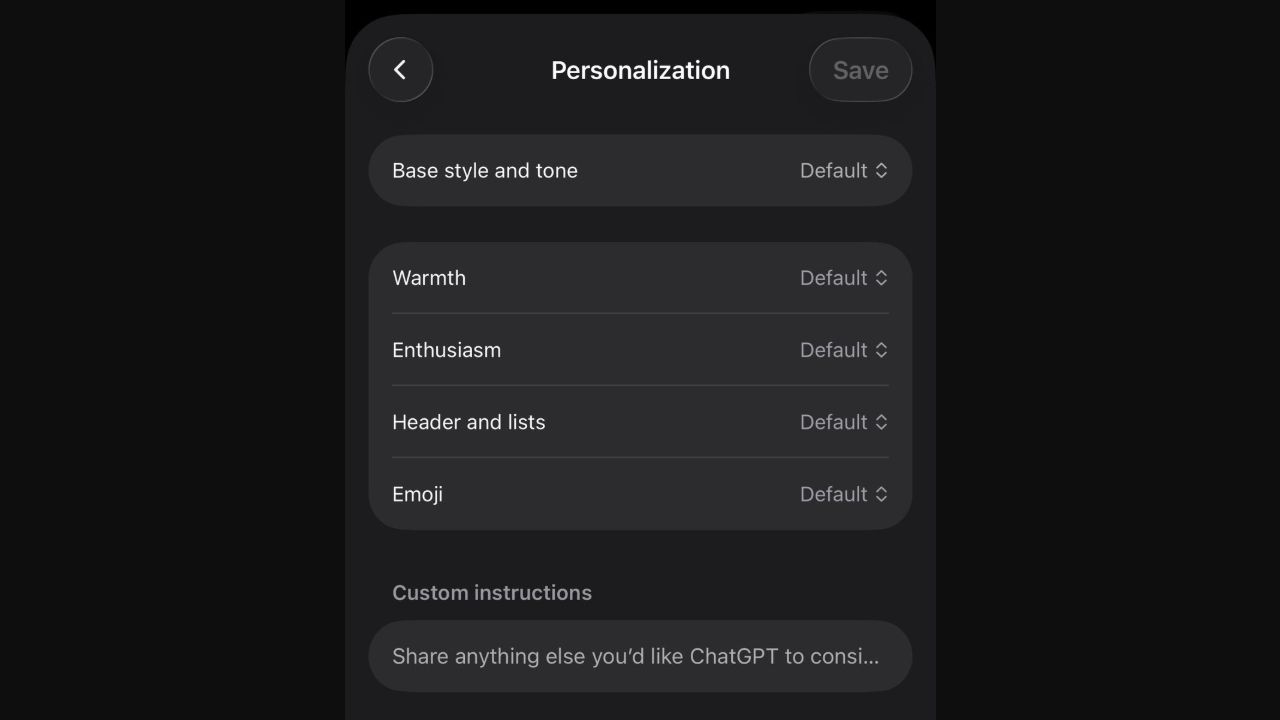 Personalization
Save
Base style and tone Default
Warmth Default
Enthusiasm Default
Header and lists Default
Emoji Default
Custom instructions
Share anything else you’d like ChatGPT to consi...